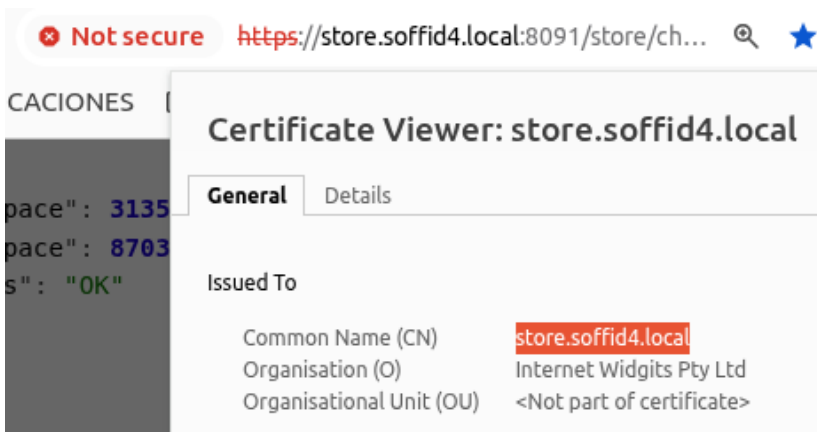 Not secure https://store.soffid4.local:8091/store/ch...
CACIONES
Certificate Viewer: store.soffid4.local
General Details
pace": 3135
pace": 8703
s": "OK"
Issued To
Common Name (CN) store.soffid4.local
Organisation (O) Internet Widgits Pty Ltd
Organisational Unit (OU) <Not part of certificate>